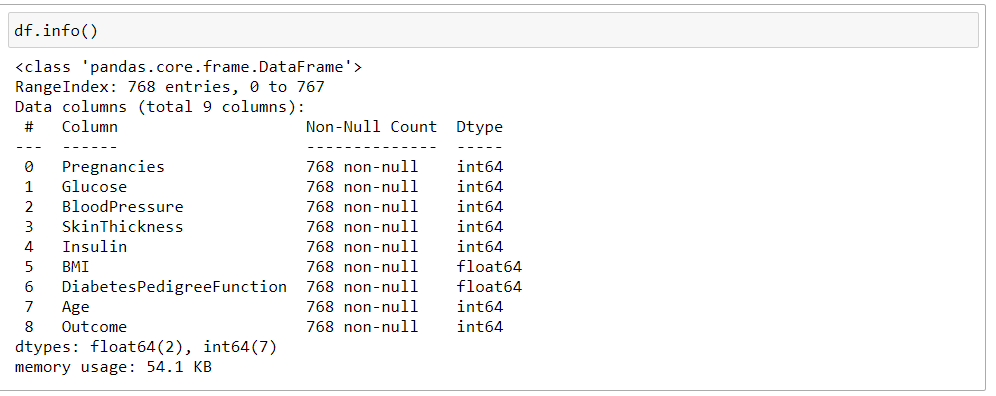 df.info()
<class 'pandas.core.frame.DataFrame'>
RangeIndex: 768 entries, 0 to 767
Data columns (total 9 columns):
 #   Column                    Non-Null Count  Dtype
---  ------                    --------------  -----
 0   Pregnancies               768 non-null    int64
 1   Glucose                   768 non-null    int64
 2   BloodPressure             768 non-null    int64
 3   SkinThickness             768 non-null    int64
 4   Insulin                   768 non-null    int64
 5   BMI                       768 non-null    float64
 6   DiabetesPedigreeFunction  768 non-null    float64
 7   Age                       768 non-null    int64
 8   Outcome                   768 non-null    int64
dtypes: float64(2), int64(7)
memory usage: 54.1 KB